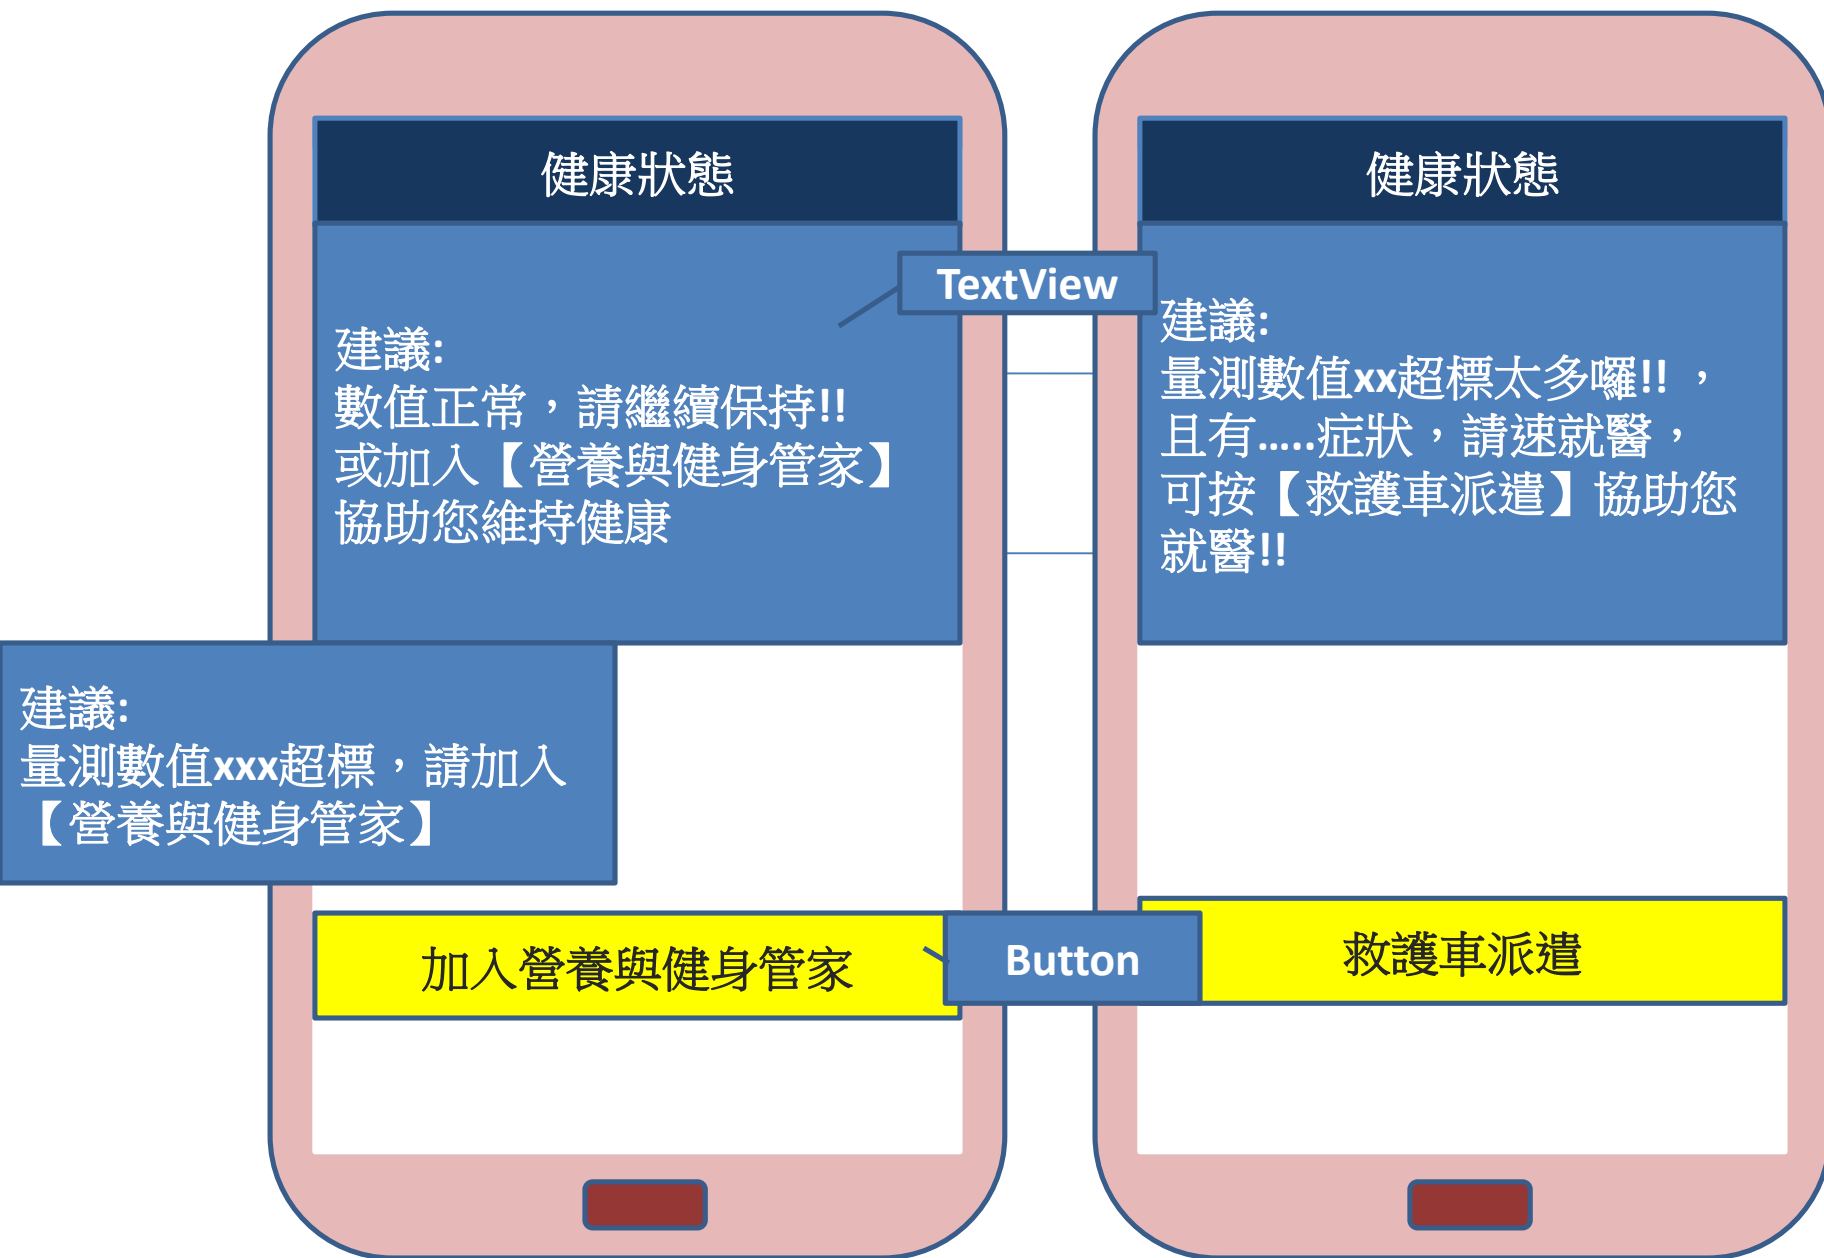 健康狀態
建議:
數值正常，請繼續保持!!
或加入【營養與健身管家】
協助您維持健康
建議:
量測數值xxx超標，請加入
【營養與健身管家】
加入營養與健身管家
TextView
Button
健康狀態
建議:
量測數值xx超標太多囉!!，
且有.....症狀，請速就醫，
可按【救護車派遣】協助您
就醫!!
救護車派遣